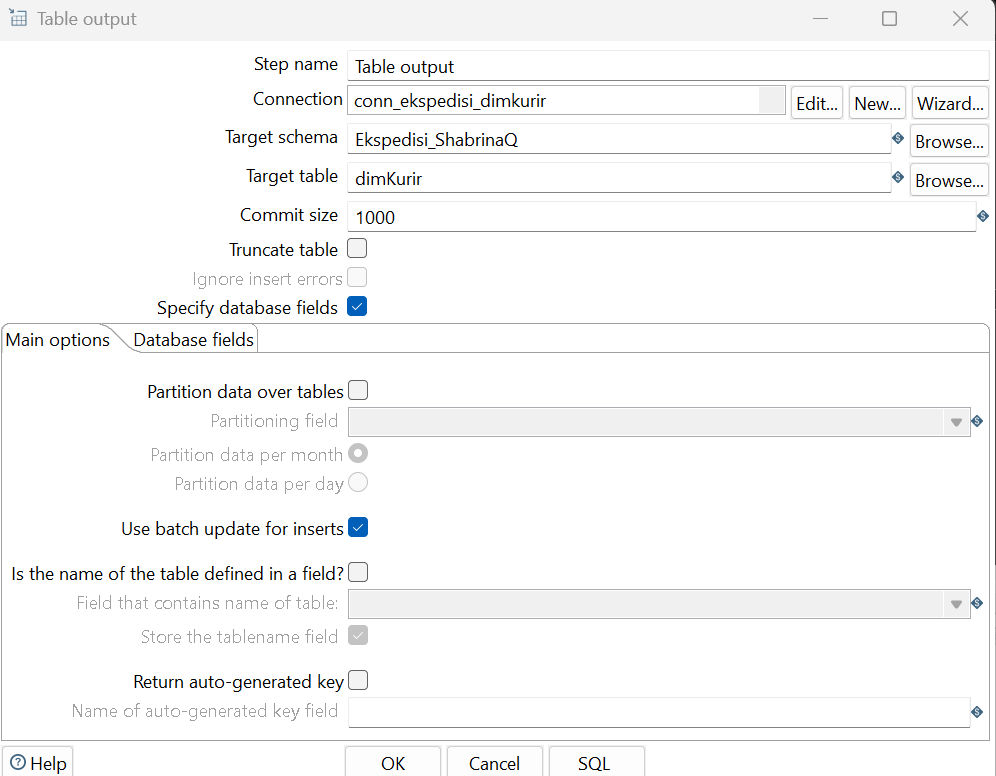 Table output
Step name Table output
Connection conn_ekspedisi_dimkurir Edit... New... Wizard...
Target schema Ekspedisi_ShabrinaQ Browse...
Target table dimKurir Browse...
Commit size 1000
Truncate table
Ignore insert errors
Specify database fields
Main options Database fields
Partition data over tables
Partitioning field
Partition data per month
Partition data per day
Use batch update for inserts
Is the name of the table defined in a field?
Field that contains name of table:
Store the tablename field
Return auto-generated key
Name of auto-generated key field
Help OK Cancel SQL